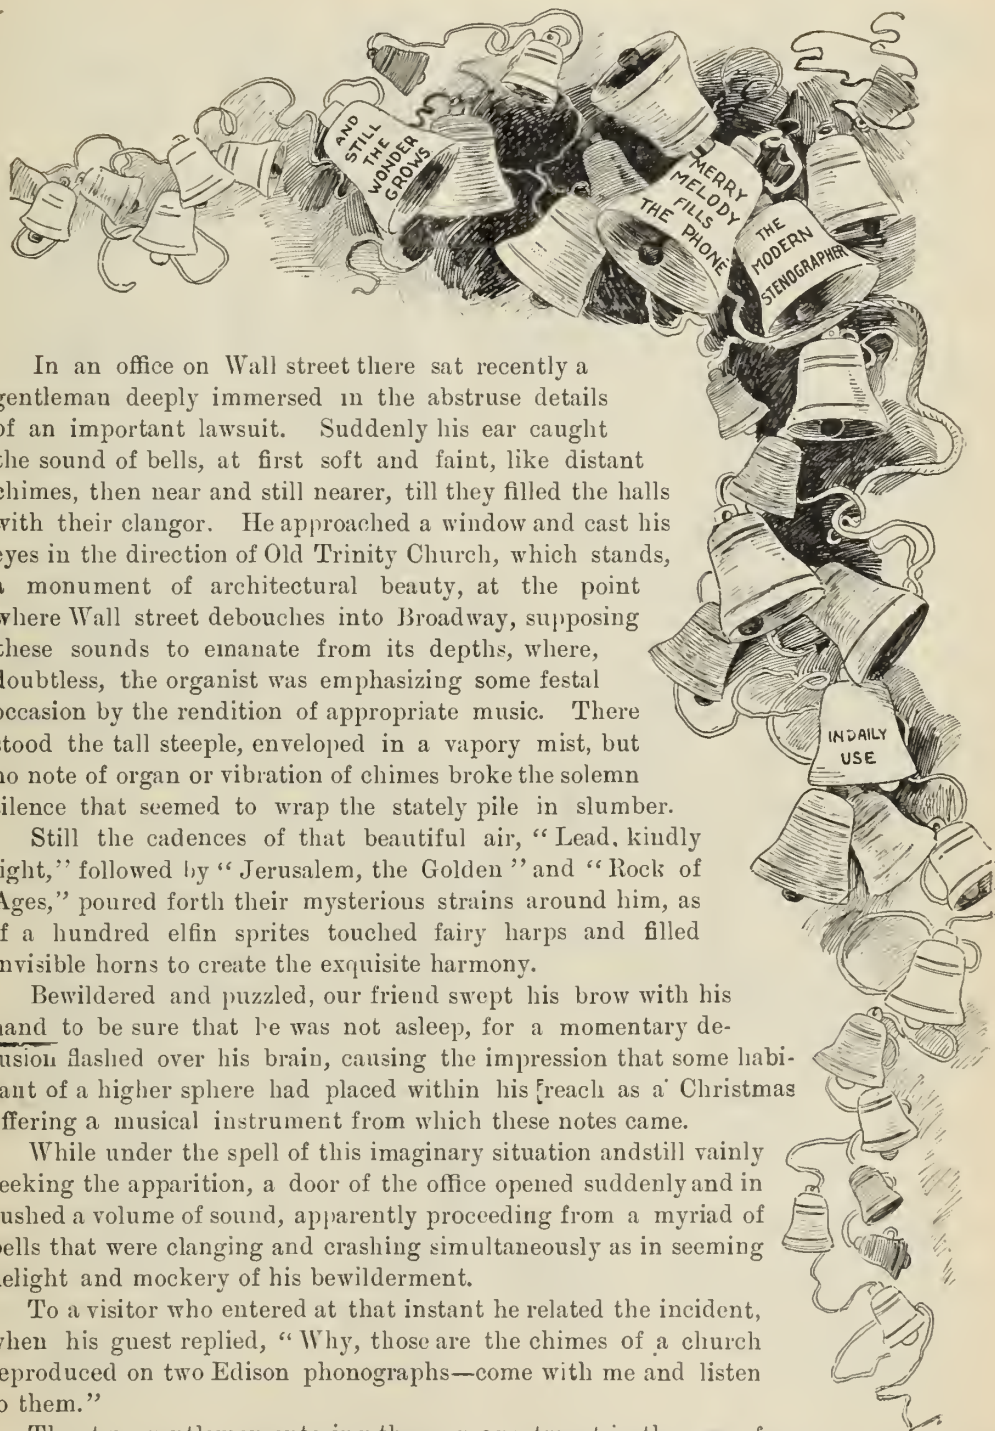 AND
STILL
THE
WONDER
GROWS
MERRY
MELODY
FILLS
THE PHONE
THE
MODERN
STENOGRAPHER
IN DAILY
USE
In an office on Wall street there sat recently a
gentleman deeply immersed in the abstruse details
of an important lawsuit. Suddenly his ear caught
the sound of bells, at first soft and faint, like distant
chimes, then near and still nearer, till they filled the halls
with their clangor. He approached a window and cast his
eyes in the direction of Old Trinity Church, which stands,
a monument of architectural beauty, at the point
where Wall street debouches into Broadway, supposing
these sounds to emanate from its depths, where,
doubtless, the organist was emphasizing some festal
occasion by the rendition of appropriate music. There
stood the tall steeple, enveloped in a vapory mist, but
no note of organ or vibration of chimes broke the solemn
silence that seemed to wrap the stately pile in slumber.
Still the cadences of that beautiful air, “Lead, kindly
ight,” followed by “Jerusalem, the Golden” and “Rock of
Ages,” poured forth their mysterious strains around him, as
if a hundred elfin sprites touched fairy harps and filled
nvisible horns to create the exquisite harmony.
Bewildered and puzzled, our friend swept his brow with his
and to be sure that he was not asleep, for a momentary de-
usion flashed over his brain, causing the impression that some habi-
ant of a higher sphere had placed within his reach as a Christmas
ffering a musical instrument from which these notes came.
While under the spell of this imaginary situation and still vainly
eeking the apparition, a door of the office opened suddenly and in
ushed a volume of sound, apparently proceeding from a myriad of
ells that were clanging and crashing simultaneously as in seeming
elight and mockery of his bewilderment.
To a visitor who entered at that instant he related the incident,
when his guest replied, “Why, those are the chimes of a church
eproduced on two Edison phonographs—come with me and listen
o them.”